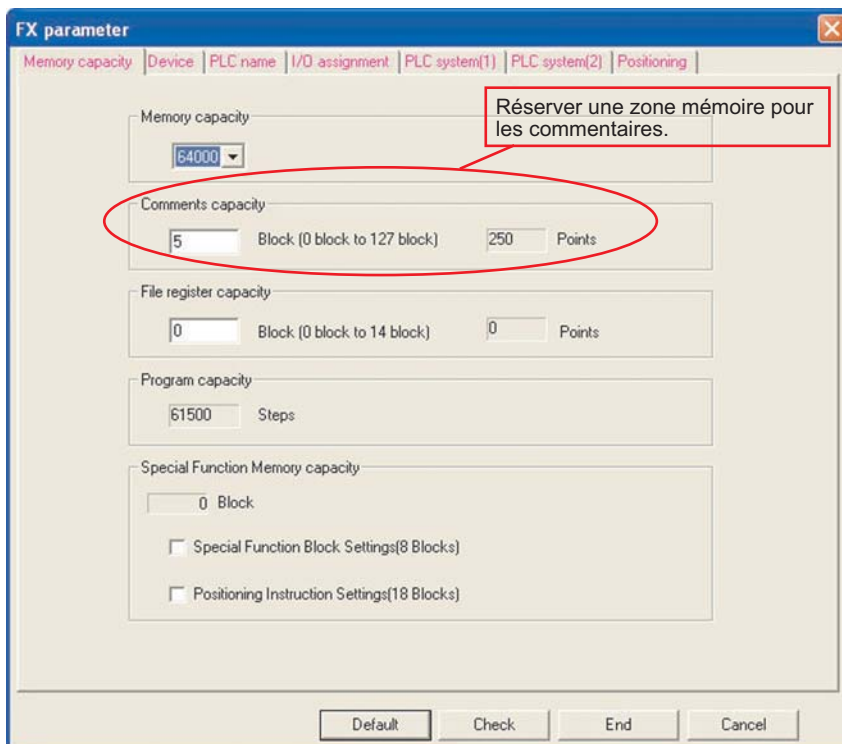 FX parameter
Memory capacity Device PLC name I/O assignment PLC system(1) PLC system(2) Positioning
Réserver une zone mémoire pour
les commentaires.
Memory capacity
64000
Comments capacity
5 Block (0 block to 127 block) 250 Points
File register capacity
0 Block (0 block to 14 block) 0 Points
Program capacity
61500 Steps
Special Function Memory capacity
0 Block
Special Function Block Settings(8 Blocks)
Positioning Instruction Settings(18 Blocks)
Default Check End Cancel